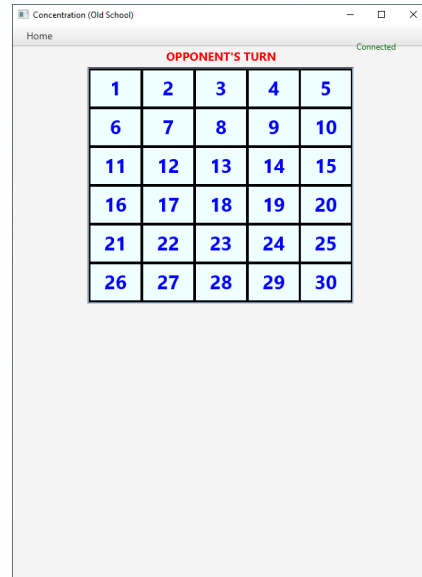 Concentration (Old School)
Home
Connected
OPPONENT'S TURN
1 2 3 4 5
6 7 8 9 10
11 12 13 14 15
16 17 18 19 20
21 22 23 24 25
26 27 28 29 30